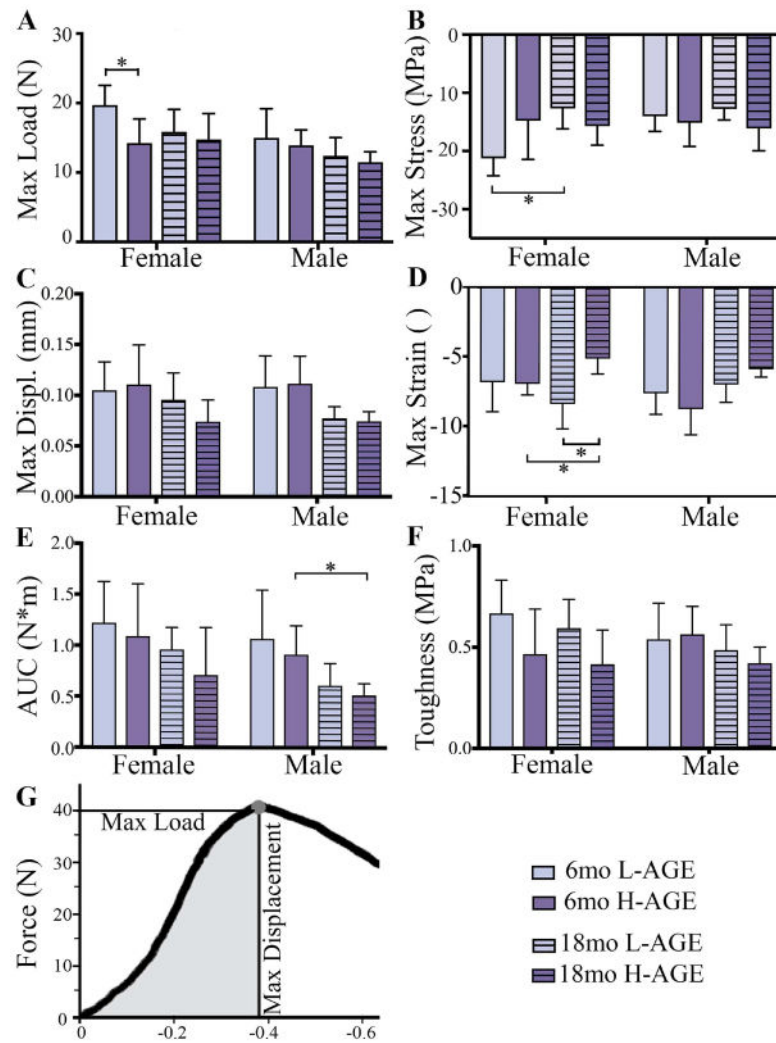 A
Max Load (N)
30
20
10
0
*
Female
Male
B
Max Stress (MPa)
0
-10
-20
-30
*
Female
Male
C
Max Displ. (mm)
0.20
0.15
0.10
0.05
0.00
Female
Male
D
Max Strain ( )
0
-5
-10
-15
*
*
Female
Male
E
AUC (N*m)
2.0
1.5
1.0
0.5
0.0
*
Female
Male
F
Toughness (MPa)
1.0
0.5
0.0
Female
Male
G
Force (N)
40
30
20
10
0
Max Load
Max Displacement
0 -0.2 -0.4 -0.6
6mo L-AGE
6mo H-AGE
18mo L-AGE
18mo H-AGE